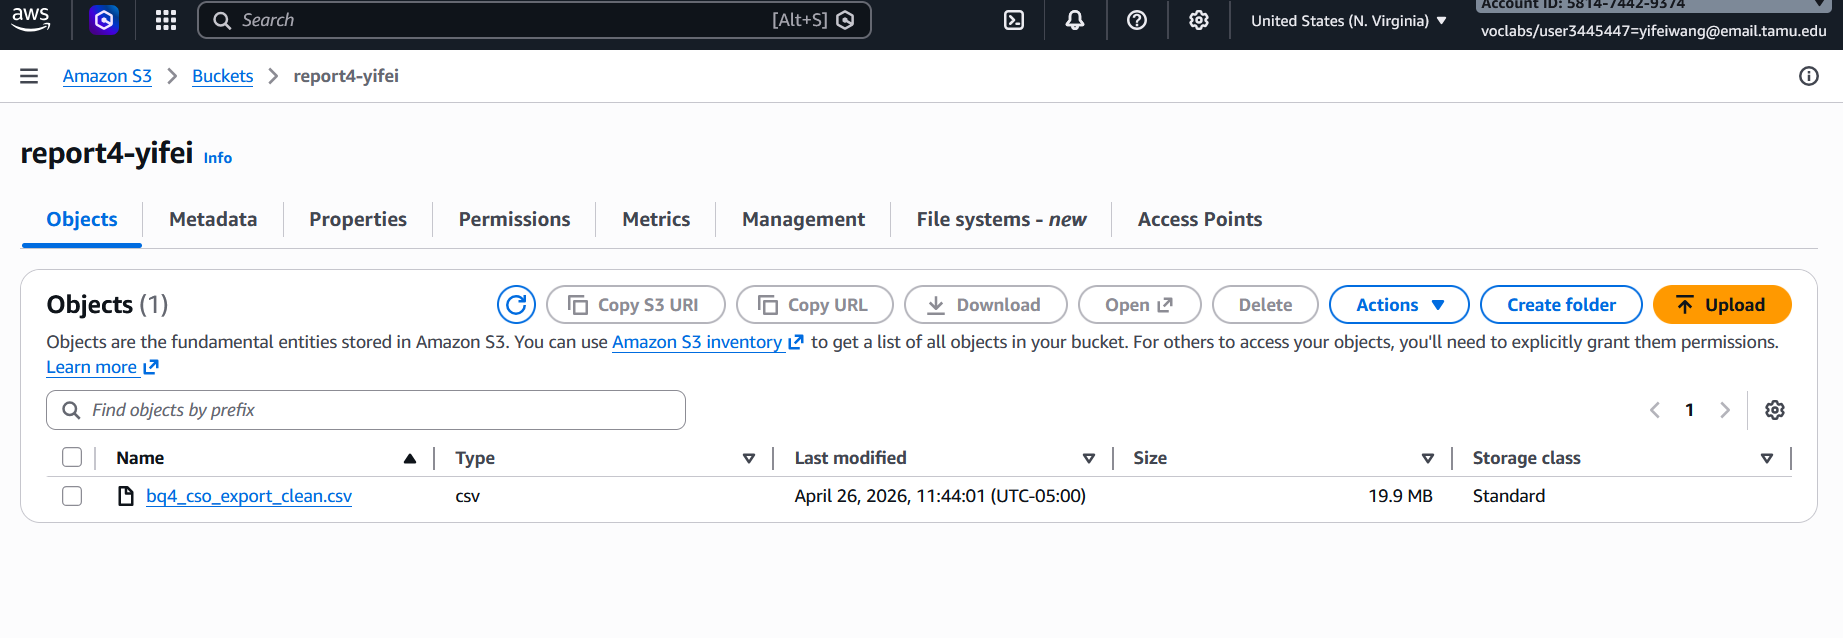 aws
Search [Alt+S] United States (N. Virginia) ▼ Account ID: 5814-7442-9374
voclabs/user3445447=yifeiwang@email.tamu.edu
Amazon S3 > Buckets > report4-yifei
report4-yifei Info
Objects Metadata Properties Permissions Metrics Management File systems - new Access Points
Objects (1) Copy S3 URI Copy URL Download Open Delete Actions ▼ Create folder Upload
Objects are the fundamental entities stored in Amazon S3. You can use Amazon S3 inventory to get a list of all objects in your bucket. For others to access your objects, you'll need to explicitly grant them permissions.
Learn more
Find objects by prefix 1
Name Type Last modified Size Storage class
bq4_cso_export_clean.csv csv April 26, 2026, 11:44:01 (UTC-05:00) 19.9 MB Standard